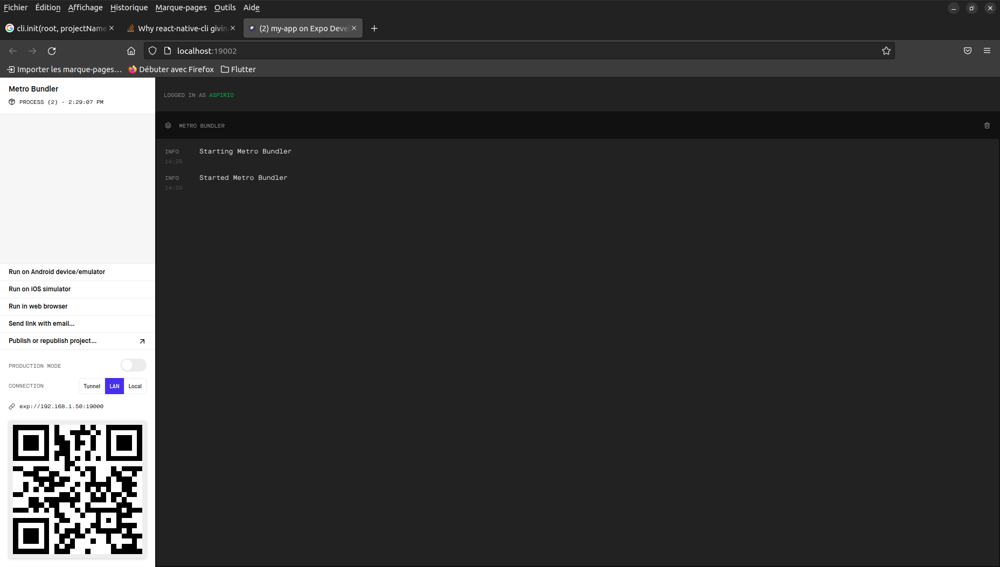 Fichier Édition Affichage Historique Marque-pages Outils Aide
cli.init(root, projectName
Why react-native-cli givin
(2) my-app on Expo Deve
localhost:19002
Importer les marque-pages… Débuter avec Firefox Flutter
Metro Bundler
PROCESS (2) - 2:29:07 PM
Run on Android device/emulator
Run on iOS simulator
Run in web browser
Send link with email…
Publish or republish project…
PRODUCTION MODE
CONNECTION Tunnel LAN Local
exp://192.168.1.50:19000
LOGGED IN AS ASPIRIO
METRO BUNDLER
INFO Starting Metro Bundler
14:29
INFO Started Metro Bundler
14:29